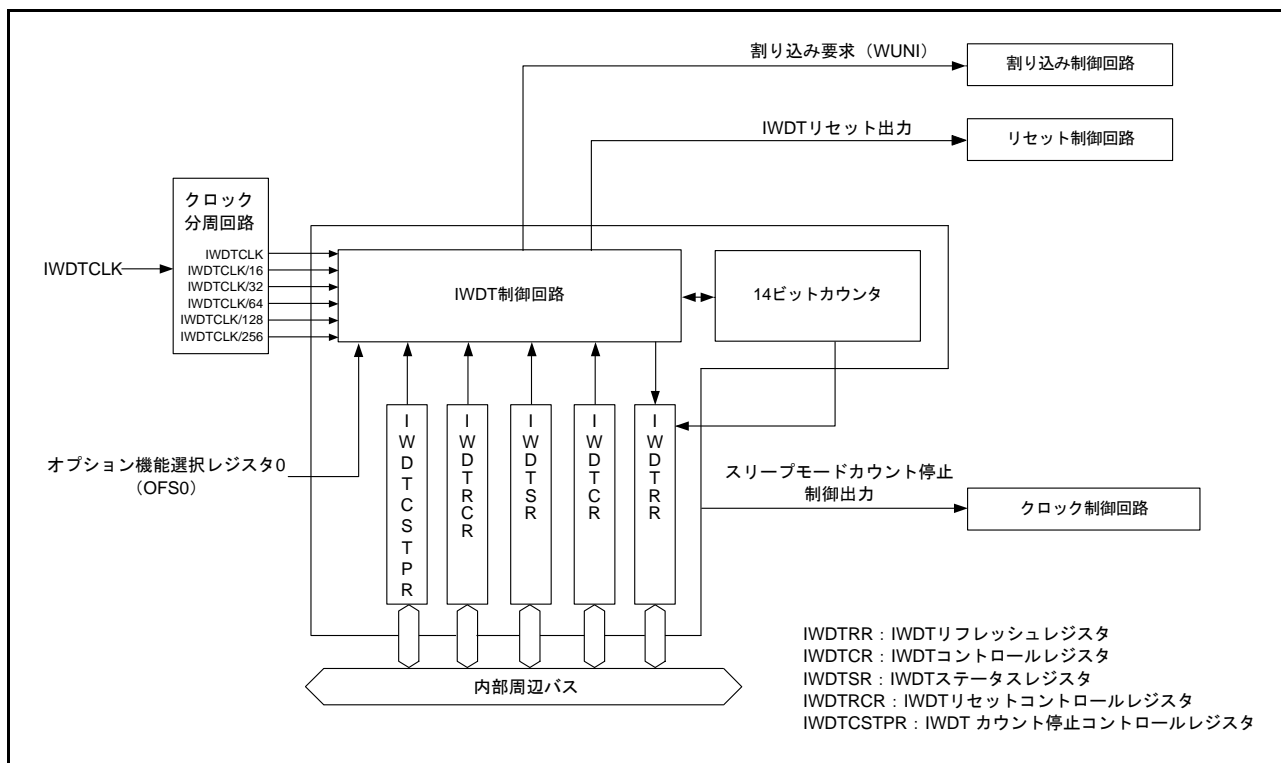 割り込み要求（WUNI）
割り込み制御回路
IWDTリセット出力
リセット制御回路
クロック
分周回路
IWDTCLK
IWDTCLK
IWDTCLK/16
IWDTCLK/32
IWDTCLK/64
IWDTCLK/128
IWDTCLK/256
IWDT制御回路
14ビットカウンタ
オプション機能選択レジスタ0
（OFS0）
IWDTCSTPR
IWDTRCR
IWDTSR
IWDTCR
IWDTRR
スリープモードカウント停止
制御出力
クロック制御回路
内部周辺バス
IWDTRR：IWDTリフレッシュレジスタ
IWDTCR：IWDTコントロールレジスタ
IWDTSR：IWDTステータスレジスタ
IWDTRCR：IWDTリセットコントロールレジスタ
IWDTCSTPR：IWDT カウント停止コントロールレジスタ